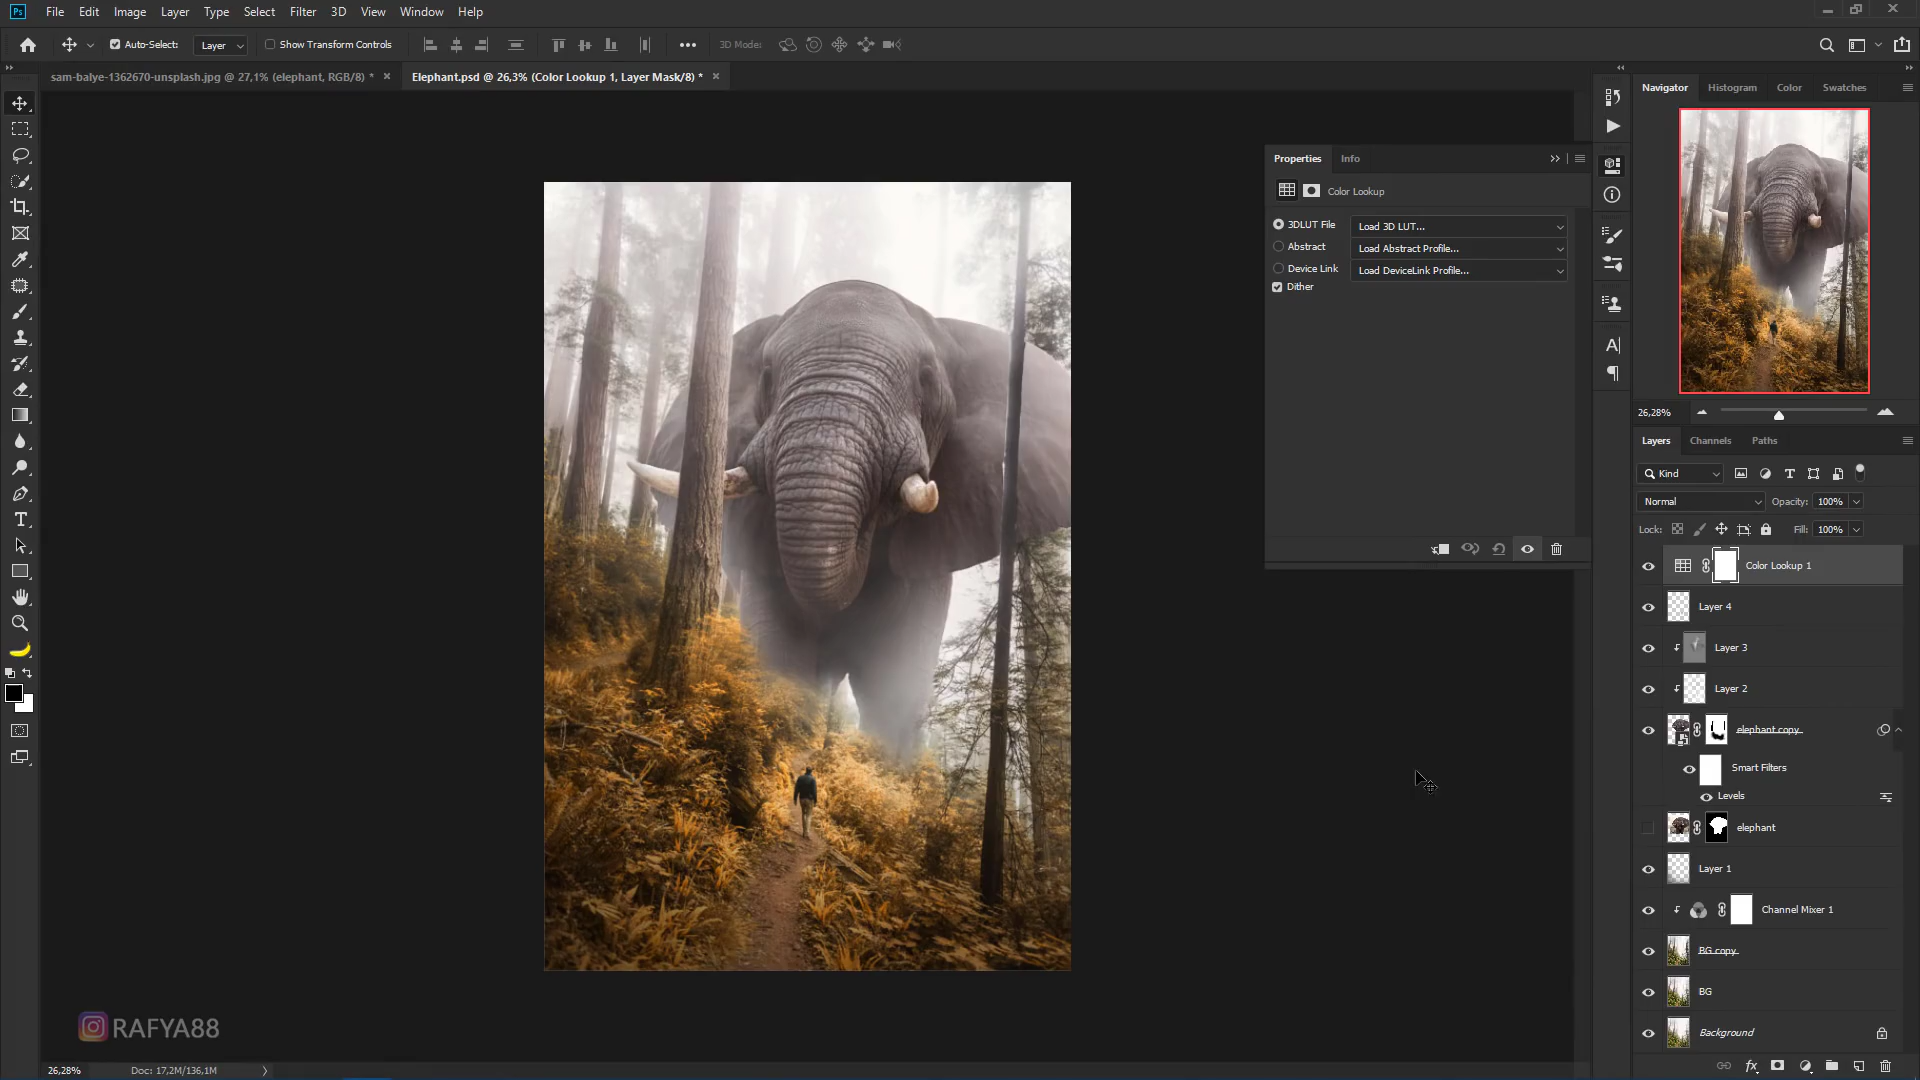 Ps File Edit Image Layer Type Select Filter 3D View Window Help
Auto-Select: Layer Show Transform Controls 3D Mode:
sam-balye-1362670-unsplash.jpg @ 27,1% (elephant, RGB/8) * × Elephant.psd @ 26,3% (Color Lookup 1, Layer Mask/8) * ×
Navigator Histogram Color Swatches
Properties Info
Color Lookup
3DLUT File Load 3D LUT...
Abstract Load Abstract Profile...
Device Link Load DeviceLink Profile...
Dither
26,28%
Layers Channels Paths
Kind
Normal Opacity: 100%
Lock: Fill: 100%
Color Lookup 1
Layer 4
Layer 3
Layer 2
elephant copy
Smart Filters
Levels
elephant
Layer 1
Channel Mixer 1
BG copy
BG
Background
RAFYA88
26,28% Doc: 17,2M/136,1M